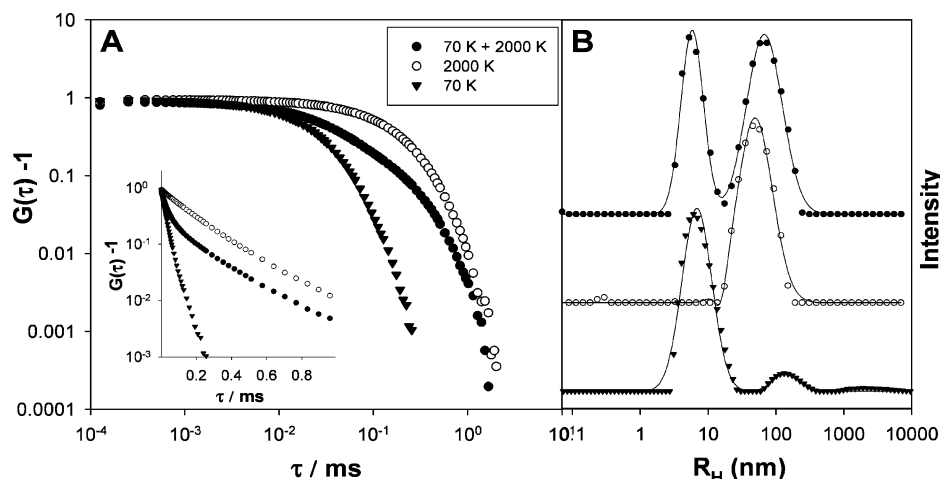 A
B
70 K + 2000 K
2000 K
70 K
10
1
0.1
0.01
0.001
0.0001
G(τ) -1
10⁻⁴
10⁻³
10⁻²
10⁻¹
10⁰
τ / ms
10⁰
10⁻¹
10⁻²
10⁻³
G(τ) -1
0.2 0.4 0.6 0.8
τ / ms
0.1 1 10 100 1000 10000
R_H (nm)
Intensity